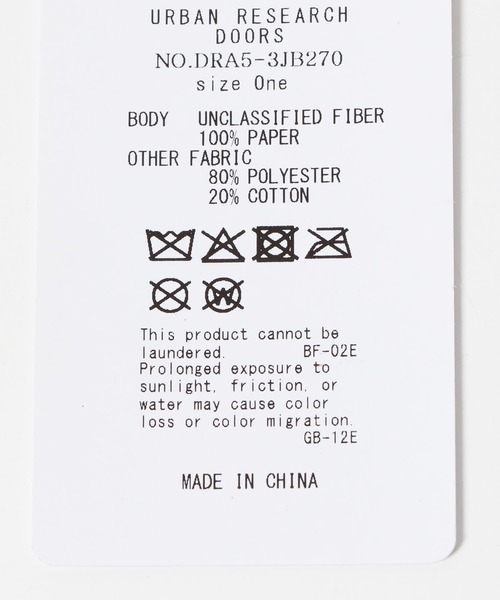 URBAN RESEARCH
DOORS
NO.DRA5-3JB270
size One
BODY UNCLASSIFIED FIBER
100% PAPER
OTHER FABRIC
80% POLYESTER
20% COTTON
W
This product cannot be
laundered. BF-02E
Prolonged exposure to
sunlight, friction, or
water may cause color
loss or color migration.
GB-12E
MADE IN CHINA